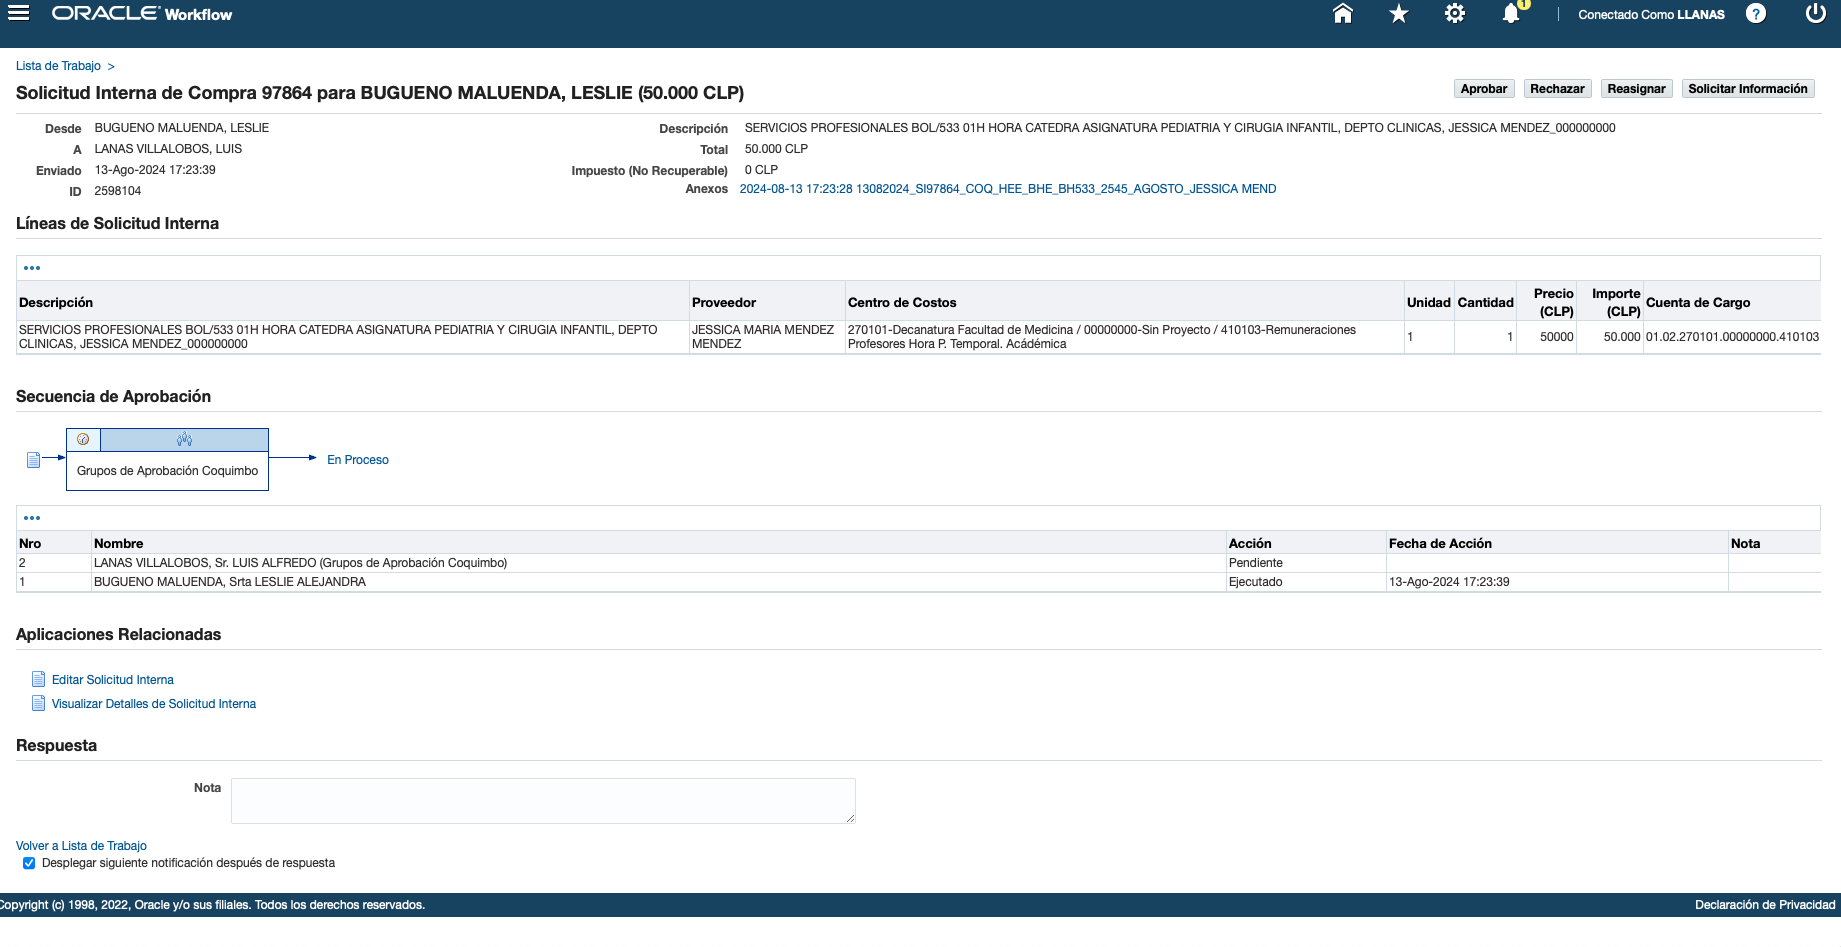 ORACLE Workflow
1
Conectado Como LLANAS
?
Lista de Trabajo >
Solicitud Interna de Compra 97864 para BUGUENO MALUENDA, LESLIE (50.000 CLP)
Aprobar Rechazar Reasignar Solicitar Información
Desde BUGUENO MALUENDA, LESLIE
A LANAS VILLALOBOS, LUIS
Enviado 13-Ago-2024 17:23:39
ID 2598104
Descripción SERVICIOS PROFESIONALES BOL/533 01H HORA CATEDRA ASIGNATURA PEDIATRIA Y CIRUGIA INFANTIL, DEPTO CLINICAS, JESSICA MENDEZ_000000000
Total 50.000 CLP
Impuesto (No Recuperable) 0 CLP
Anexos 2024-08-13 17:23:28 13082024_SI97864_COQ_HEE_BHE_BH533_2545_AGOSTO_JESSICA MEND
Líneas de Solicitud Interna
Descripción Proveedor Centro de Costos Unidad Cantidad Precio (CLP) Importe (CLP) Cuenta de Cargo
SERVICIOS PROFESIONALES BOL/533 01H HORA CATEDRA ASIGNATURA PEDIATRIA Y CIRUGIA INFANTIL, DEPTO
CLINICAS, JESSICA MENDEZ_000000000
JESSICA MARIA MENDEZ
MENDEZ
270101-Decanatura Facultad de Medicina / 00000000-Sin Proyecto / 410103-Remuneraciones
Profesores Hora P. Temporal. Acádémica
1 1 50000 50.000 01.02.270101.00000000.410103
Secuencia de Aprobación
Grupos de Aprobación Coquimbo
En Proceso
Nro Nombre Acción Fecha de Acción Nota
2 LANAS VILLALOBOS, Sr. LUIS ALFREDO (Grupos de Aprobación Coquimbo) Pendiente
1 BUGUENO MALUENDA, Srta LESLIE ALEJANDRA Ejecutado 13-Ago-2024 17:23:39
Aplicaciones Relacionadas
Editar Solicitud Interna
Visualizar Detalles de Solicitud Interna
Respuesta
Nota
Volver a Lista de Trabajo
Desplegar siguiente notificación después de respuesta
Copyright (c) 1998, 2022, Oracle y/o sus filiales. Todos los derechos reservados.
Declaración de Privacidad